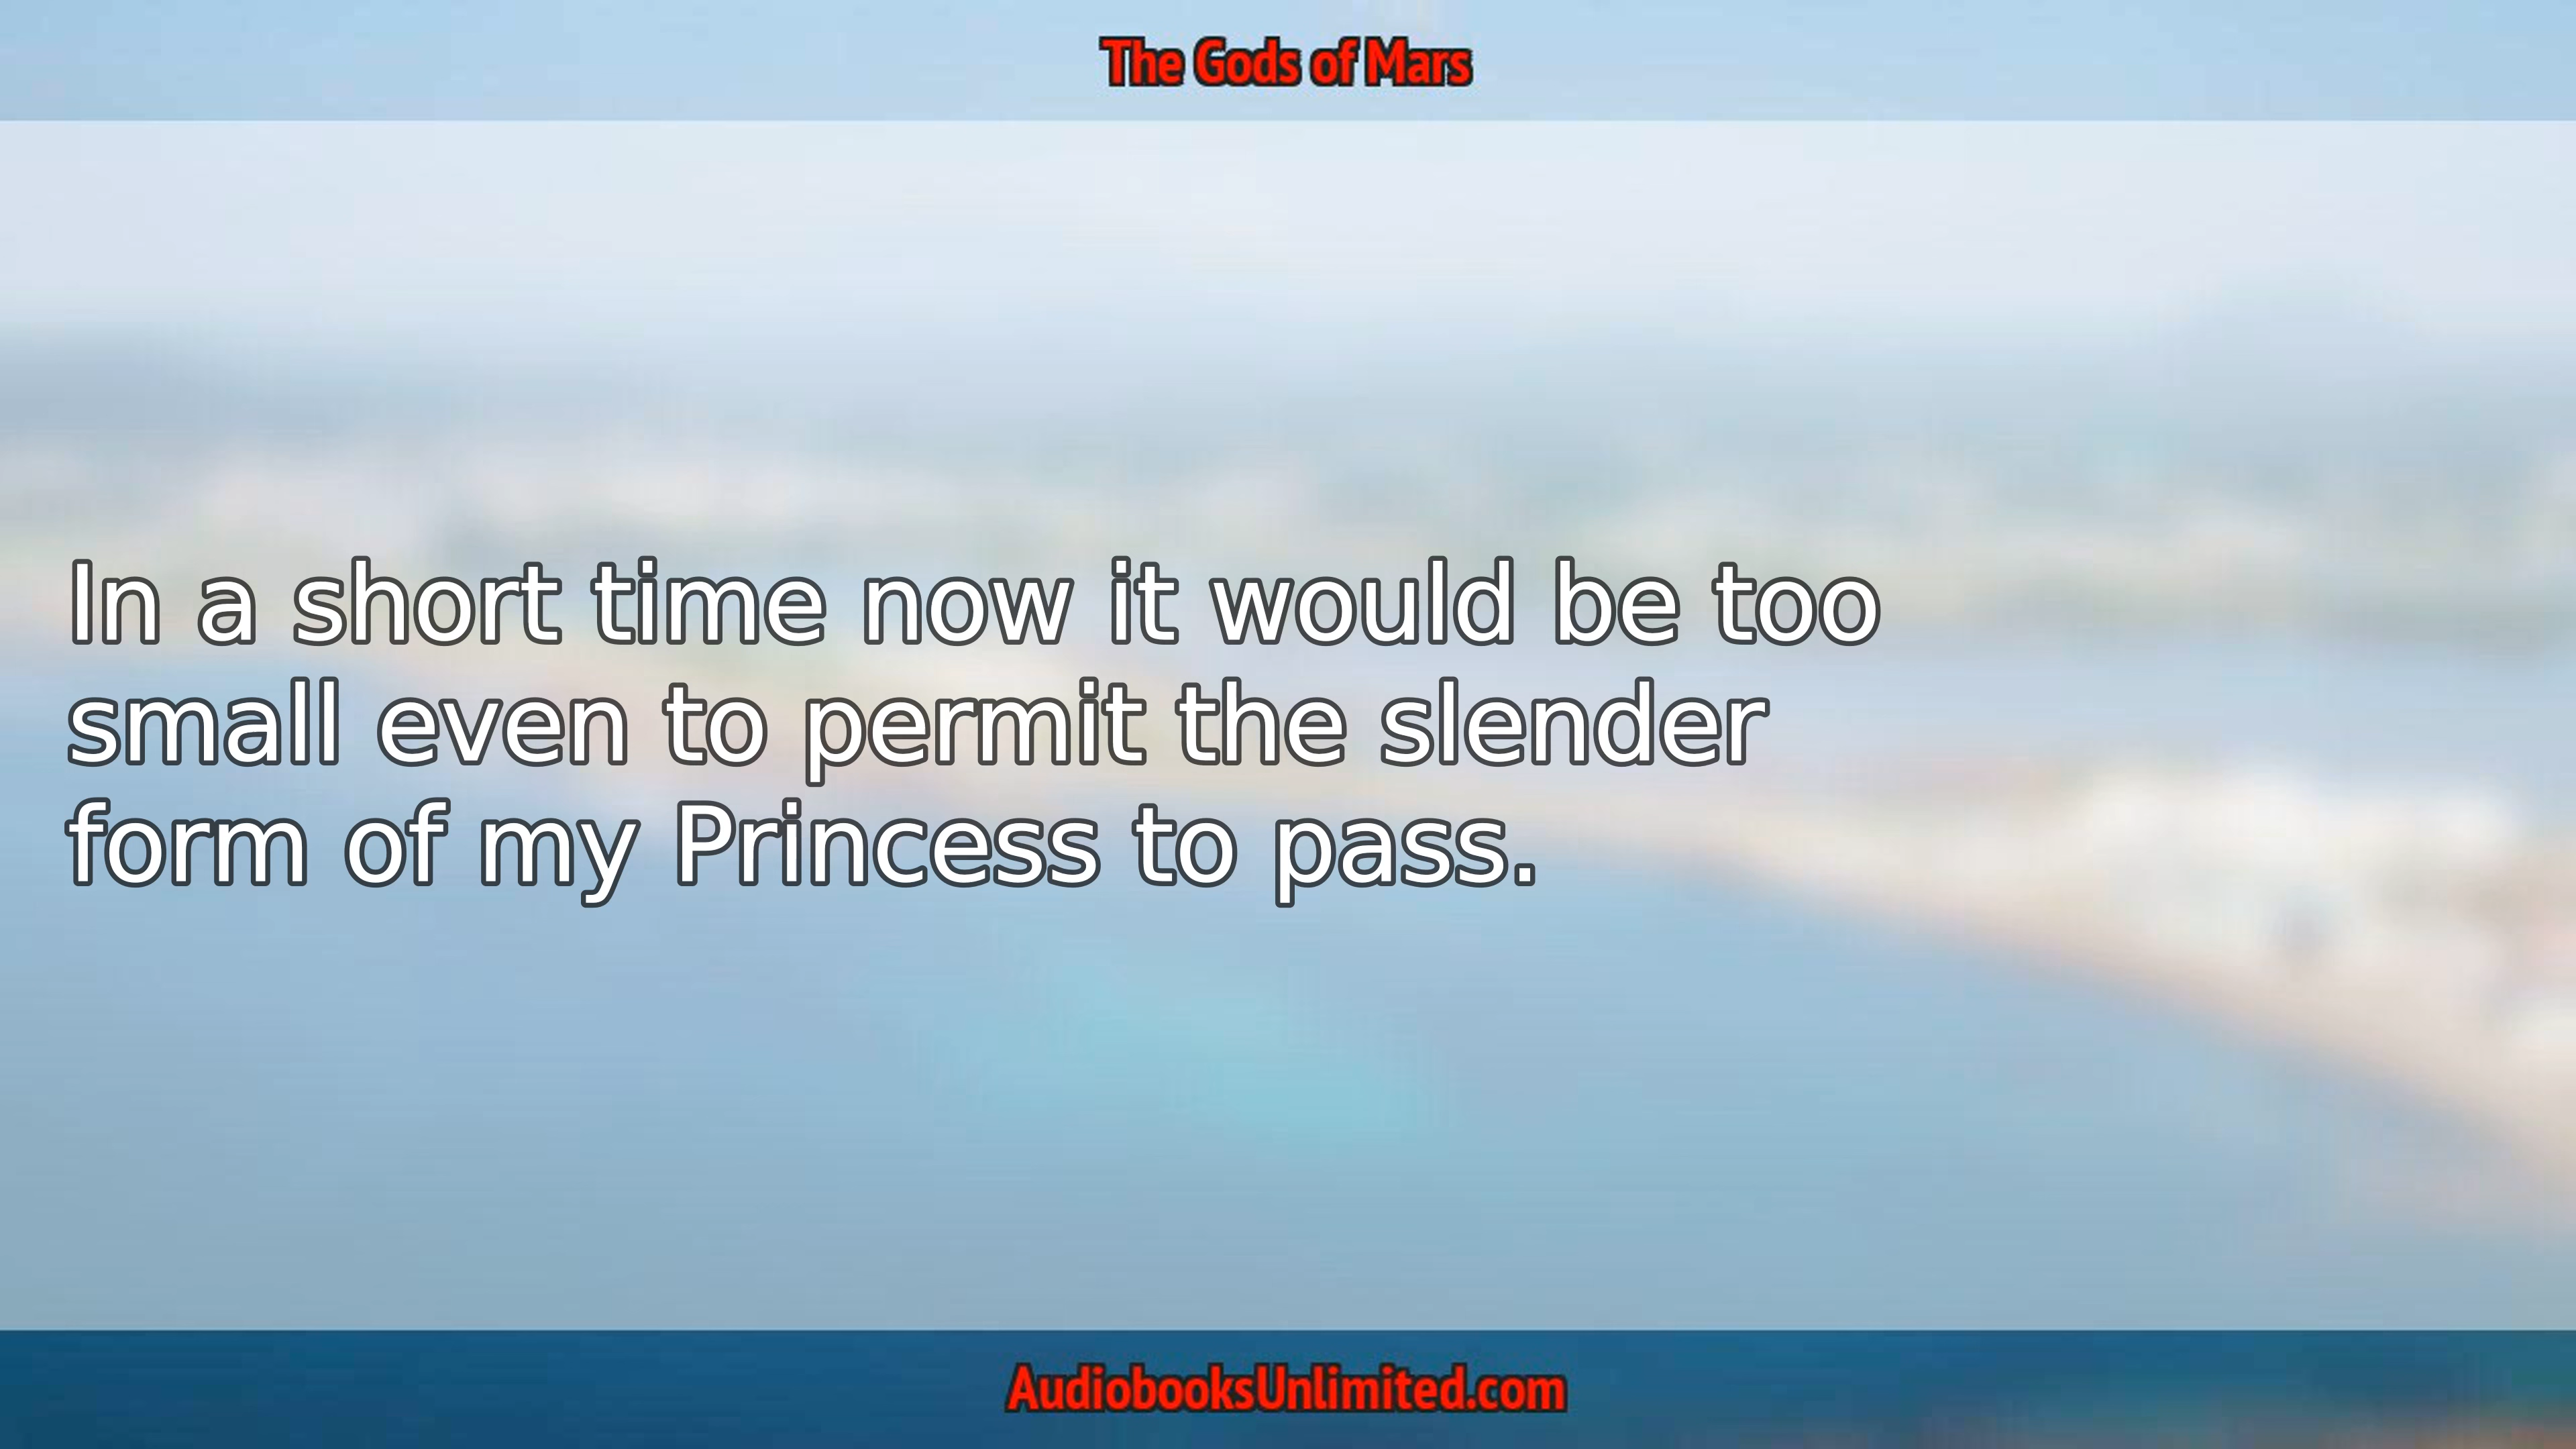 The Gods of Mars
In a short time now it would be too
small even to permit the slender
form of my Princess to pass.
AudiobooksUnlimited.com